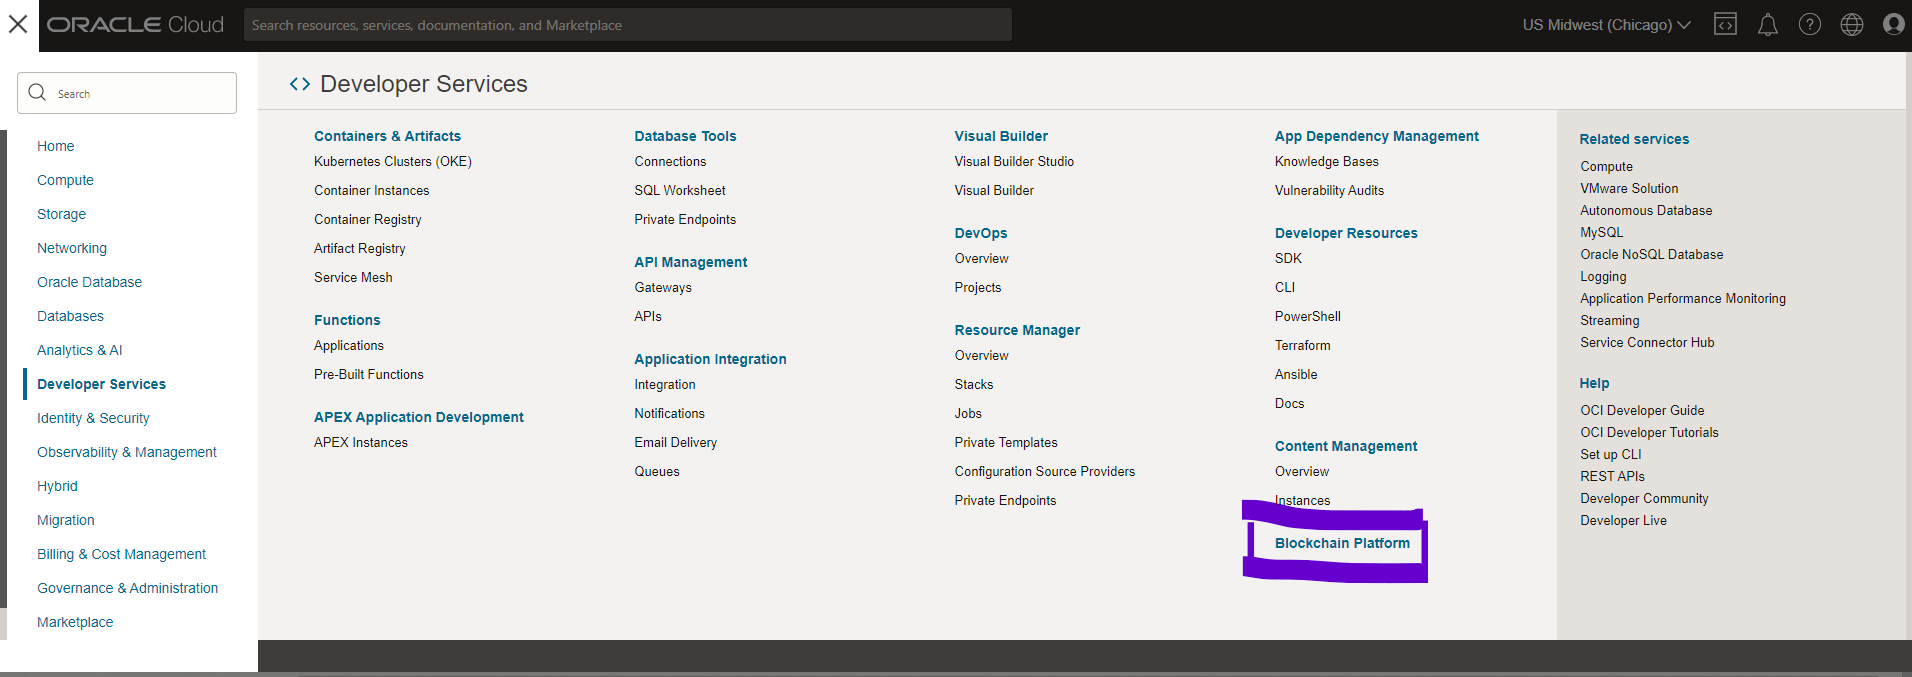 ORACLE Cloud
Search resources, services, documentation, and Marketplace
US Midwest (Chicago)
Search
Home
Compute
Storage
Networking
Oracle Database
Databases
Analytics & AI
Developer Services
Identity & Security
Observability & Management
Hybrid
Migration
Billing & Cost Management
Governance & Administration
Marketplace
Developer Services
Containers & Artifacts
Kubernetes Clusters (OKE)
Container Instances
Container Registry
Artifact Registry
Service Mesh
Functions
Applications
Pre-Built Functions
APEX Application Development
APEX Instances
Database Tools
Connections
SQL Worksheet
Private Endpoints
API Management
Gateways
APIs
Application Integration
Integration
Notifications
Email Delivery
Queues
Visual Builder
Visual Builder Studio
Visual Builder
DevOps
Overview
Projects
Resource Manager
Overview
Stacks
Jobs
Private Templates
Configuration Source Providers
Private Endpoints
App Dependency Management
Knowledge Bases
Vulnerability Audits
Developer Resources
SDK
CLI
PowerShell
Terraform
Ansible
Docs
Content Management
Overview
Instances
Blockchain Platform
Related services
Compute
VMware Solution
Autonomous Database
MySQL
Oracle NoSQL Database
Logging
Application Performance Monitoring
Streaming
Service Connector Hub
Help
OCI Developer Guide
OCI Developer Tutorials
Set up CLI
REST APIs
Developer Community
Developer Live